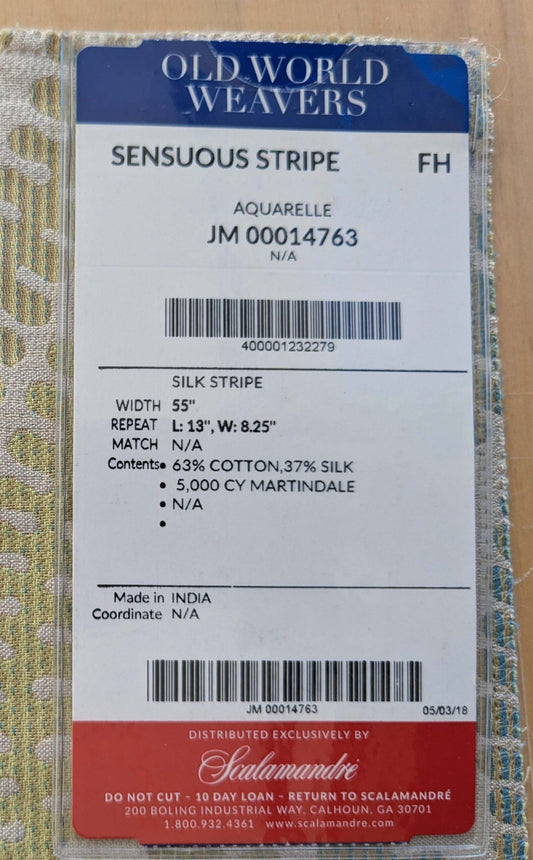 OLD WORLD
WEAVERS
SENSUOUS STRIPE FH
AQUARELLE
JM 00014763
N/A
400001232279
SILK STRIPE
WIDTH 55"
REPEAT L: 13", W: 8.25"
MATCH N/A
Contents• 63% COTTON,37% SILK
• 5,000 CY MARTINDALE
• N/A
•
Made in INDIA
Coordinate N/A
JM 00014763 05/03/18
DISTRIBUTED EXCLUSIVELY BY
Scalamandré
DO NOT CUT – 10 DAY LOAN – RETURN TO SCALAMANDRÉ
200 BOLING INDUSTRIAL WAY. CALHOUN, GA 30701
1.800.932.4361 www.scalamandre.com